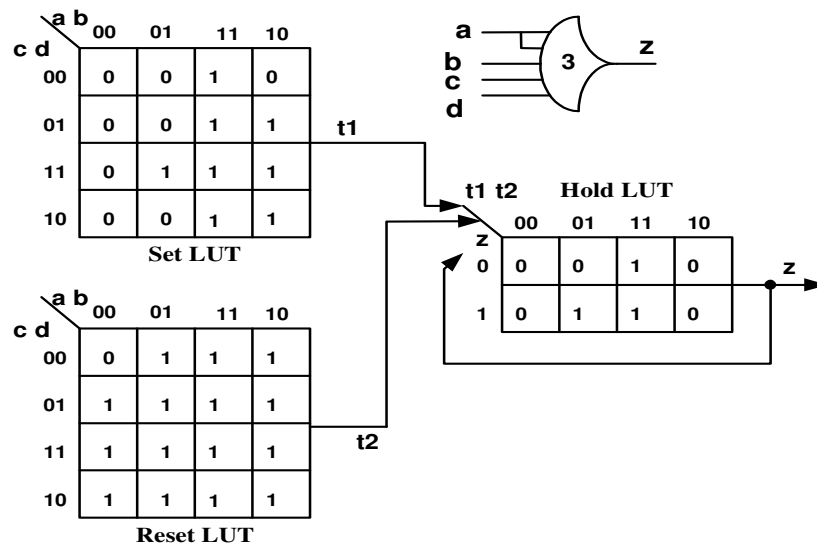 a b
c d
00 01 11 10
00 0 0 1 0
01 0 0 1 1
11 0 1 1 1
10 0 0 1 1
Set LUT
t1
a
b
c
d
3
z
a b
c d
00 01 11 10
00 0 1 1 1
01 1 1 1 1
11 1 1 1 1
10 1 1 1 1
Reset LUT
t2
Hold LUT
t1 t2
z
00 01 11 10
0 0 0 1 0
1 0 1 1 0
z